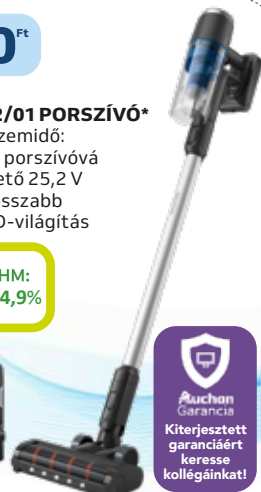 0 Ft
2/01 PORSZÍVÓ*
zemidő:
porszívóvá
ető 25,2 V
osszabb
D-világítás
HM:
4,9%
Auchan
Garancia
Kiterjesztett
garanciáért
keresse
kollégáinkat!